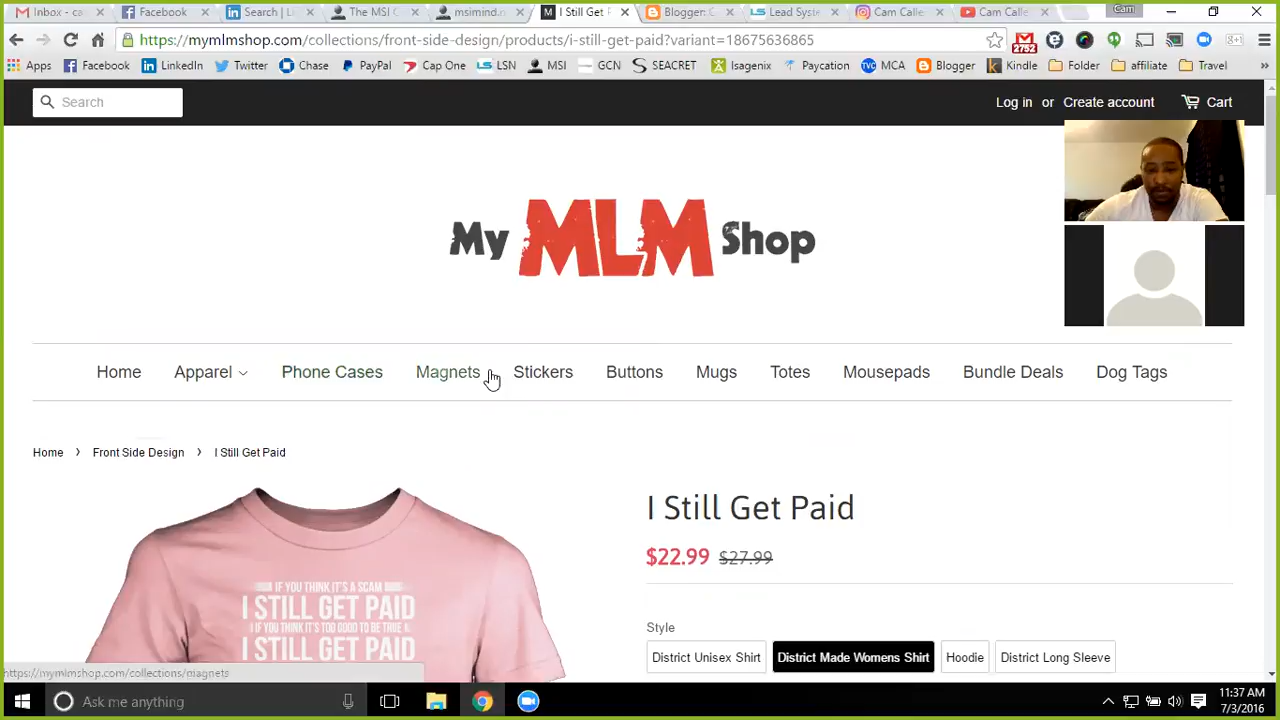 Inbox - ca
Facebook
Search | Li
The MSI C
msimind.n
I Still Get P
Blogger: C
Lead Syste
Cam Calle
Cam Calle
Cam
https://mymlmshop.com/collections/front-side-design/products/i-still-get-paid?variant=18675636865
2752
Apps
Facebook
LinkedIn
Twitter
Chase
PayPal
Cap One
LSN
MSI
GCN
SEACRET
Isagenix
Paycation
MCA
Blogger
Kindle
Folder
affiliate
Travel
Search
Log in or Create account
Cart
My MLM Shop
Home
Apparel
Phone Cases
Magnets
Stickers
Buttons
Mugs
Totes
Mousepads
Bundle Deals
Dog Tags
Home › Front Side Design › I Still Get Paid
I Still Get Paid
$22.99 $27.99
Style
District Unisex Shirt
District Made Womens Shirt
Hoodie
District Long Sleeve
IF YOU THINK IT'S A SCAM
I STILL GET PAID
IF YOU THINK IT'S TOO GOOD TO BE TRUE
I STILL GET PAID
https://mymlmshop.com/collections/magnets
Ask me anything
11:37 AM
7/3/2016